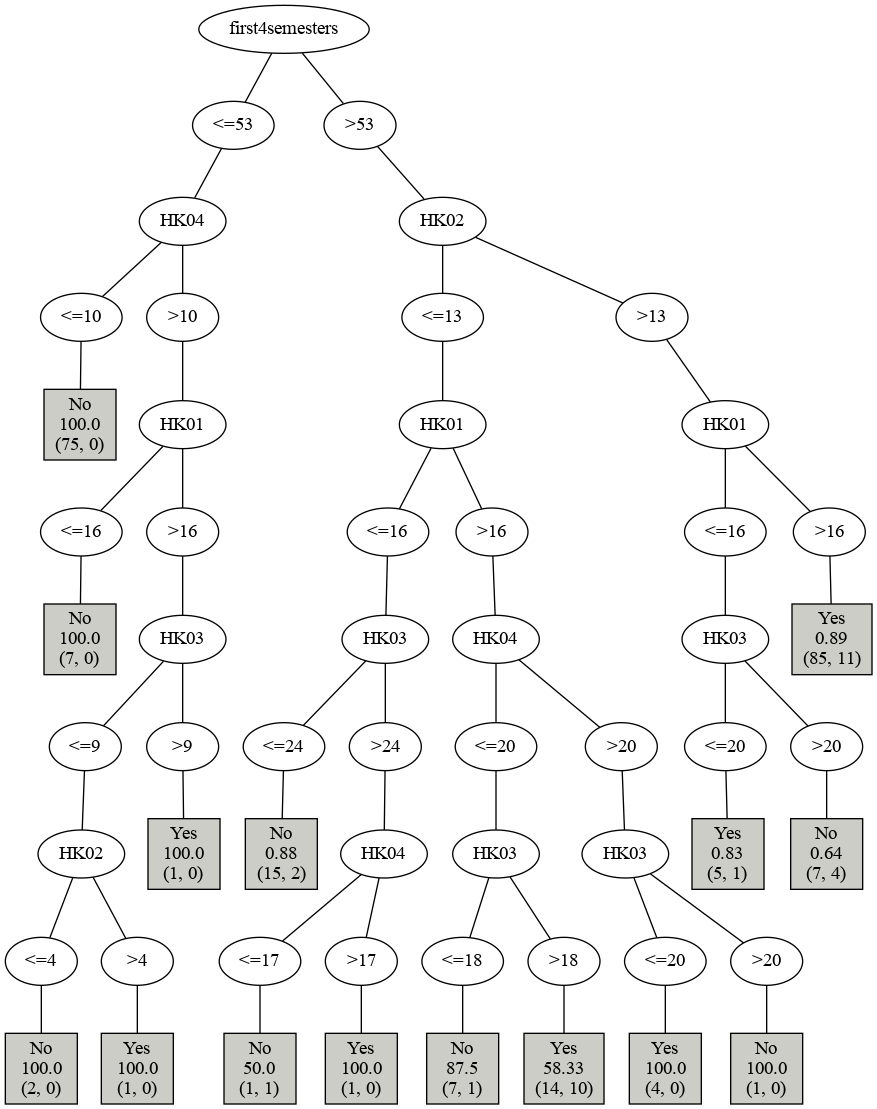 first4semesters
<=53
>53
HK04
HK02
<=10
>10
<=13
>13
No
100.0
(75, 0)
HK01
HK01
HK01
<=16
>16
<=16
>16
<=16
>16
No
100.0
(7, 0)
HK03
HK03
HK04
HK03
Yes
0.89
(85, 11)
<=9
>9
<=24
>24
<=20
>20
<=20
>20
HK02
Yes
100.0
(1, 0)
No
0.88
(15, 2)
HK04
HK03
HK03
Yes
0.83
(5, 1)
No
0.64
(7, 4)
<=4
>4
<=17
>17
<=18
>18
<=20
>20
No
100.0
(2, 0)
Yes
100.0
(1, 0)
No
50.0
(1, 1)
Yes
100.0
(1, 0)
No
87.5
(7, 1)
Yes
58.33
(14, 10)
Yes
100.0
(4, 0)
No
100.0
(1, 0)